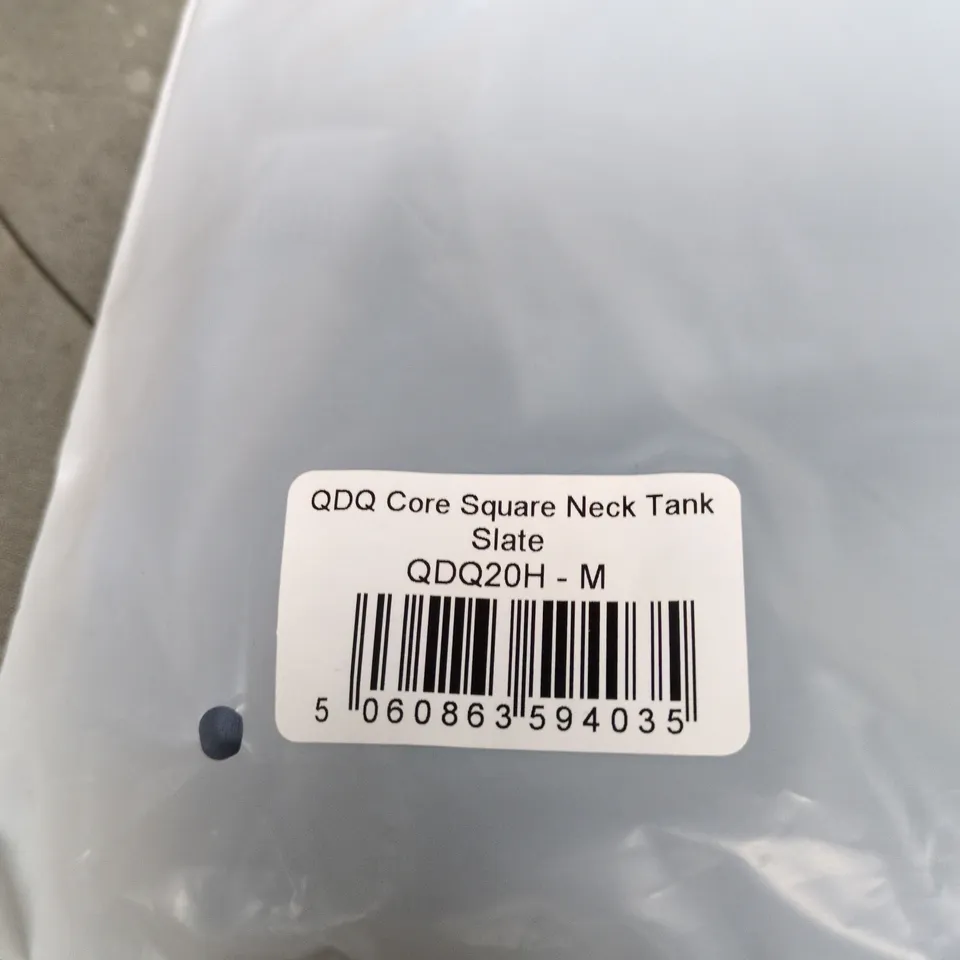 QDQ Core Square Neck Tank
Slate
QDQ20H - M
5 060863 594035